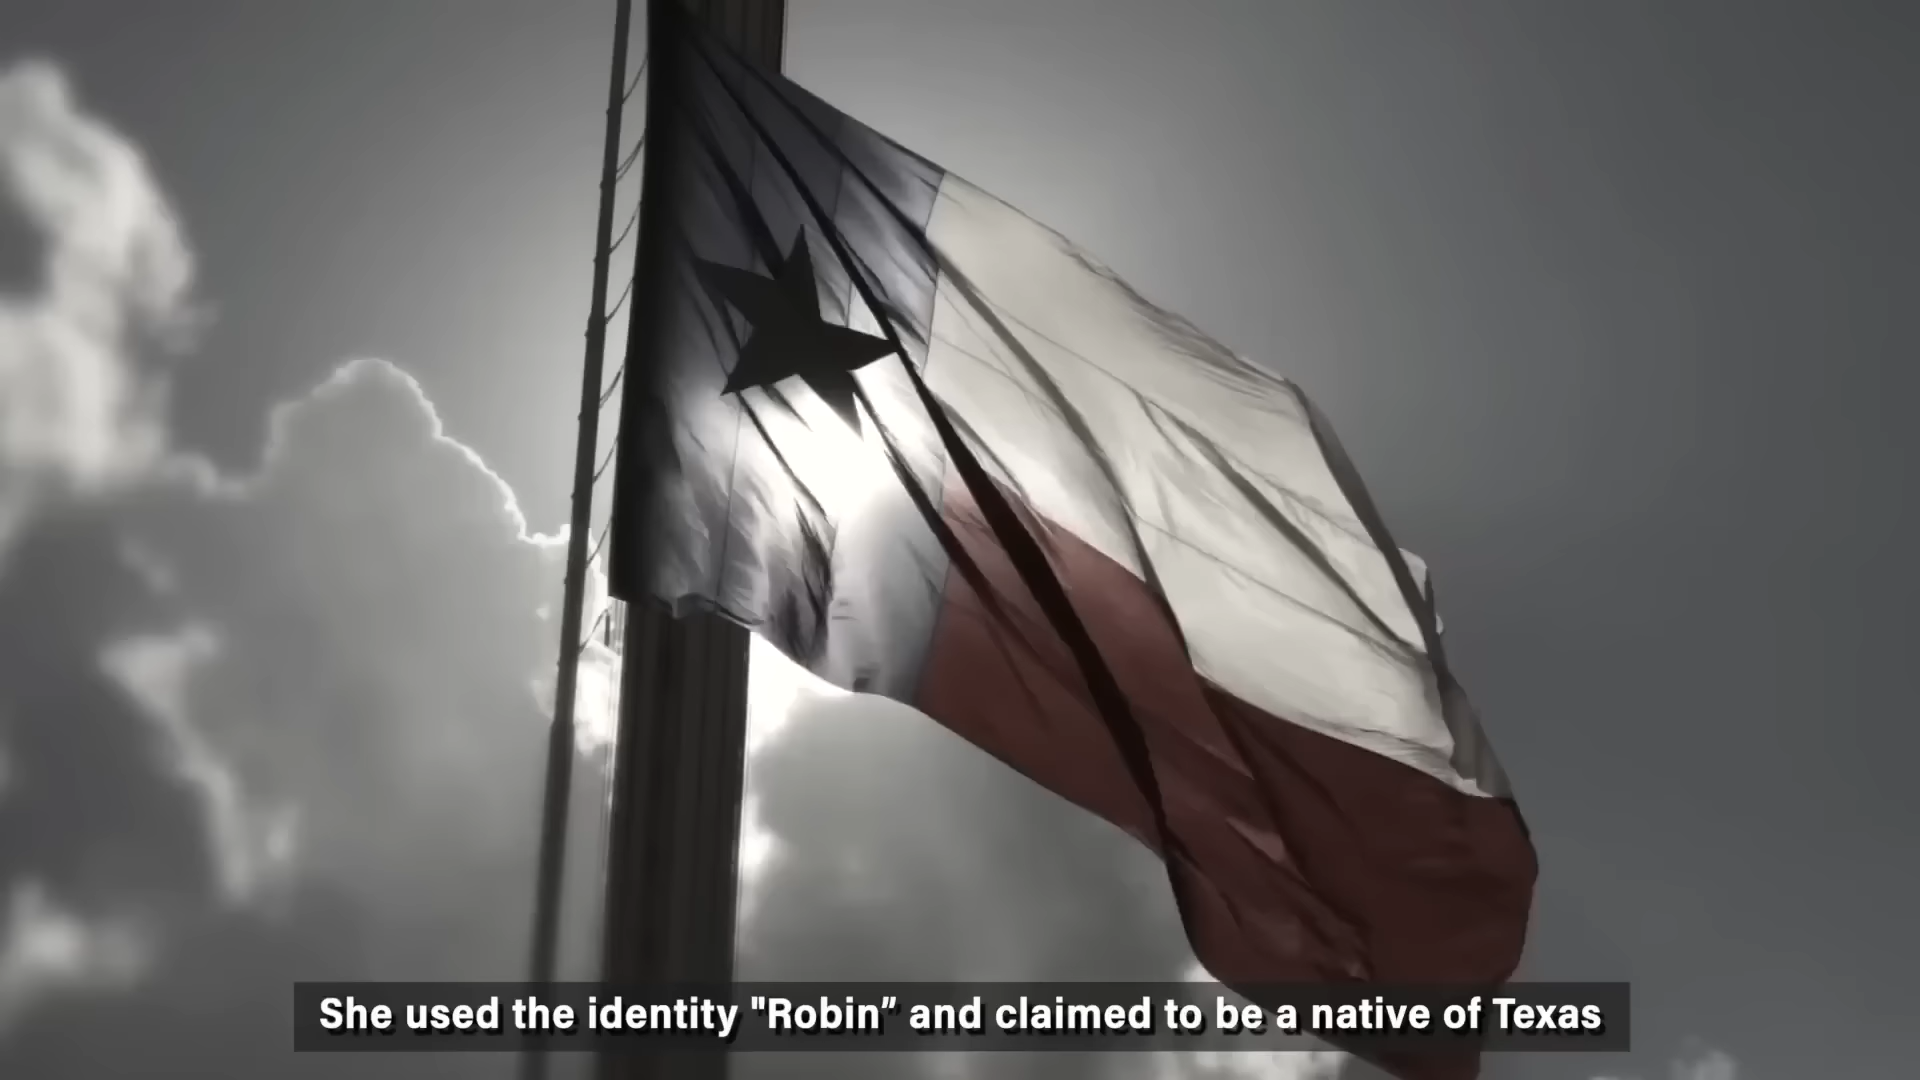 She used the identity "Robin” and claimed to be a native of Texas